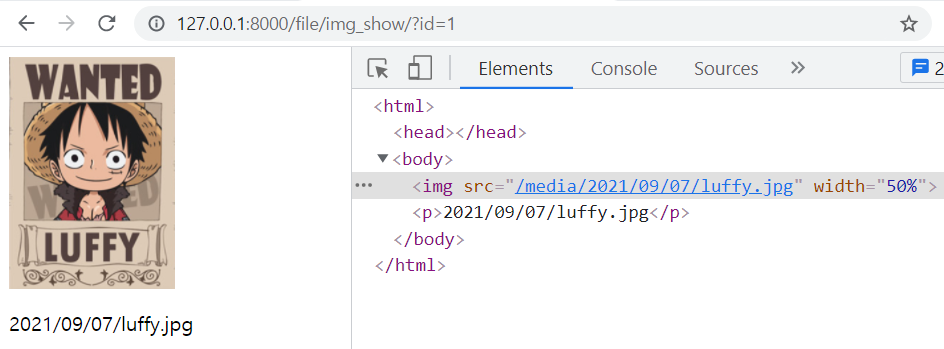 127.0.0.1:8000/file/img_show/?id=1
WANTED
WANTED
LUFFY
2021/09/07/luffy.jpg
Elements Console Sources » 2
<html>
<head></head>
▼<body>
··· <img src="/media/2021/09/07/luffy.jpg" width="50%">
<p>2021/09/07/luffy.jpg</p>
</body>
</html>